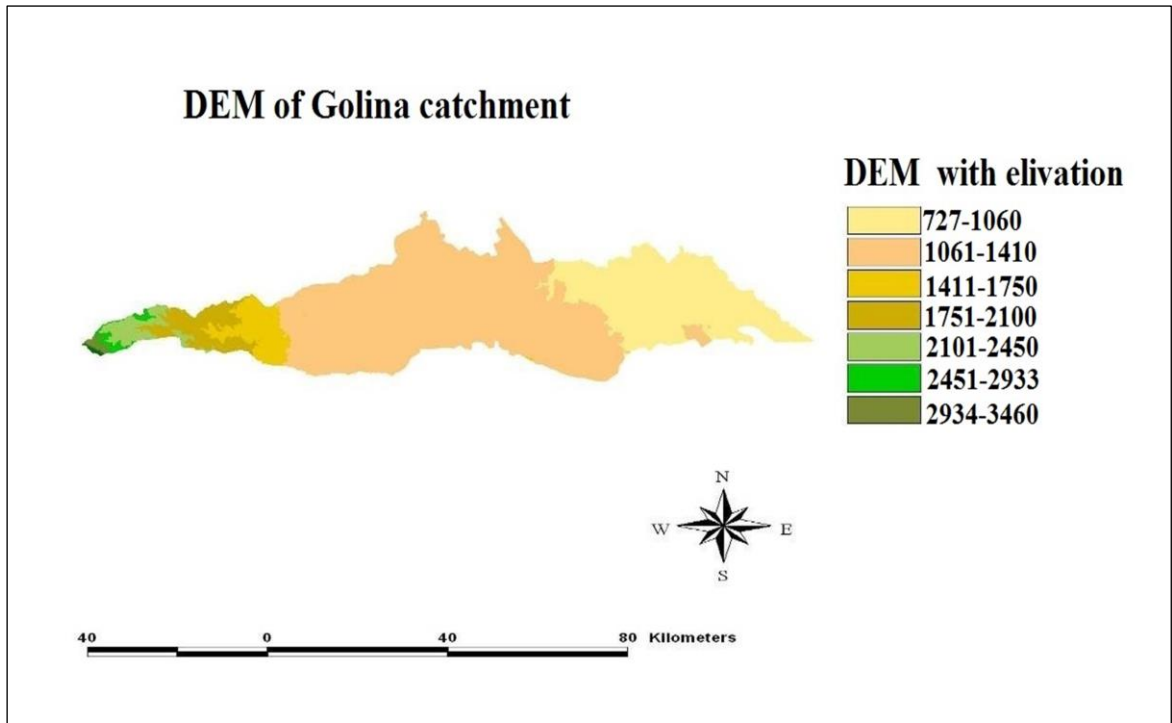 DEM of Golina catchment
DEM with elivation
727-1060
1061-1410
1411-1750
1751-2100
2101-2450
2451-2933
2934-3460
N
W E
S
40 0 40 80 Kilometers